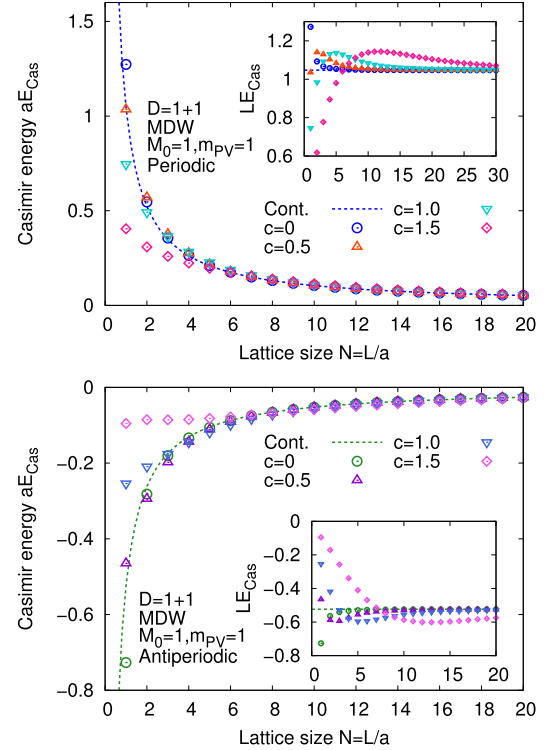 1.5
1
0.5
0
Casimir energy aE_Cas
D=1+1
MDW
M_0=1,m_PV=1
Periodic
1.4
1.2
1
0.8
0.6
LE_Cas
0 5 10 15 20 25 30
Cont. c=1.0
c=0 c=1.5
c=0.5
0 2 4 6 8 10 12 14 16 18 20
Lattice size N=L/a
0
−0.2
−0.4
−0.6
−0.8
Casimir energy aE_Cas
Cont. c=1.0
c=0 c=1.5
c=0.5
D=1+1
MDW
M_0=1,m_PV=1
Antiperiodic
0
−0.2
−0.4
−0.6
−0.8
LE_Cas
0 5 10 15 20
0 2 4 6 8 10 12 14 16 18 20
Lattice size N=L/a